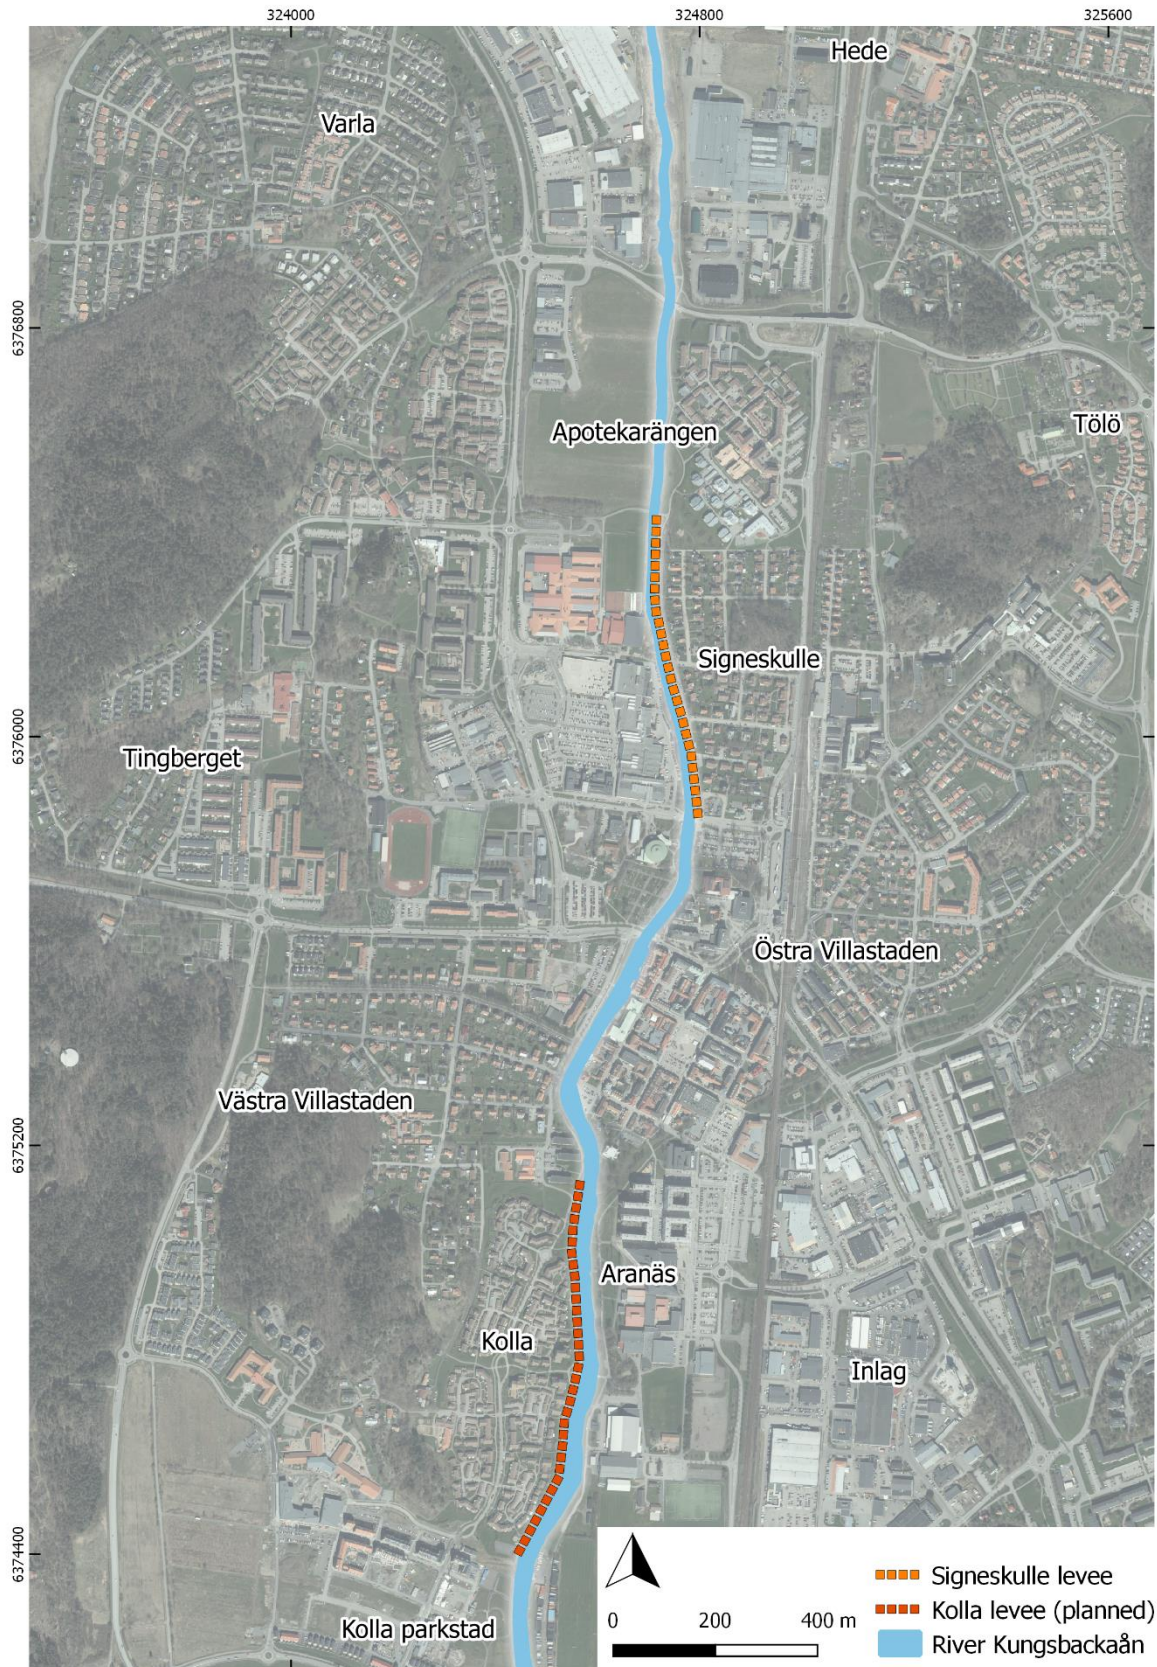 324000
324800
325600
Hede
Varla
6376800
Tölö
Apotekarängen
Signeskulle
6376000
Tingberget
Östra Villastaden
Västra Villastaden
6375200
Aranäs
Kolla
Inlag
6374400
Kolla parkstad
0 200 400 m
Signeskulle levee
Kolla levee (planned)
River Kungsbackaån